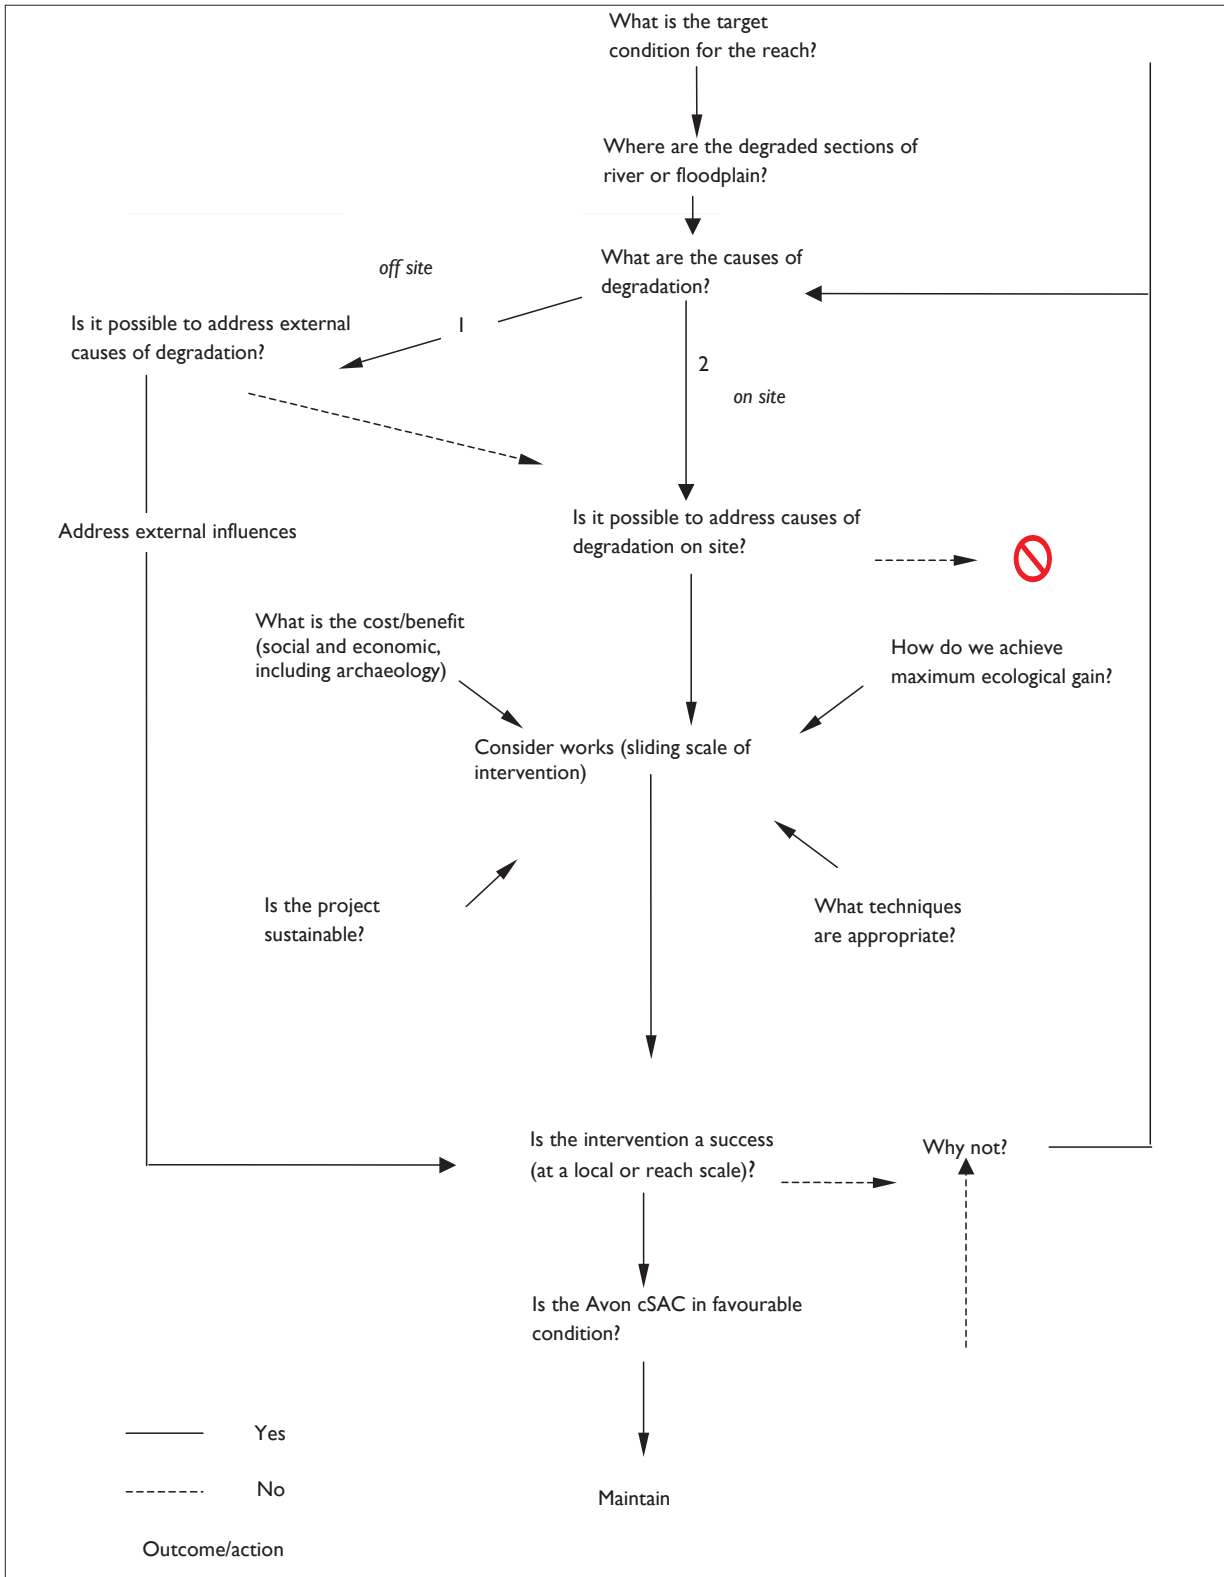 What is the target
condition for the reach?
Where are the degraded sections of
river or floodplain?
What are the causes of
degradation?
off site
1
Is it possible to address external
causes of degradation?
2
on site
Address external influences
Is it possible to address causes of
degradation on site?
What is the cost/benefit
(social and economic,
including archaeology)
How do we achieve
maximum ecological gain?
Consider works (sliding scale of
intervention)
Is the project
sustainable?
What techniques
are appropriate?
Is the intervention a success
(at a local or reach scale)?
Why not?
Is the Avon cSAC in favourable
condition?
Maintain
Yes
No
Outcome/action